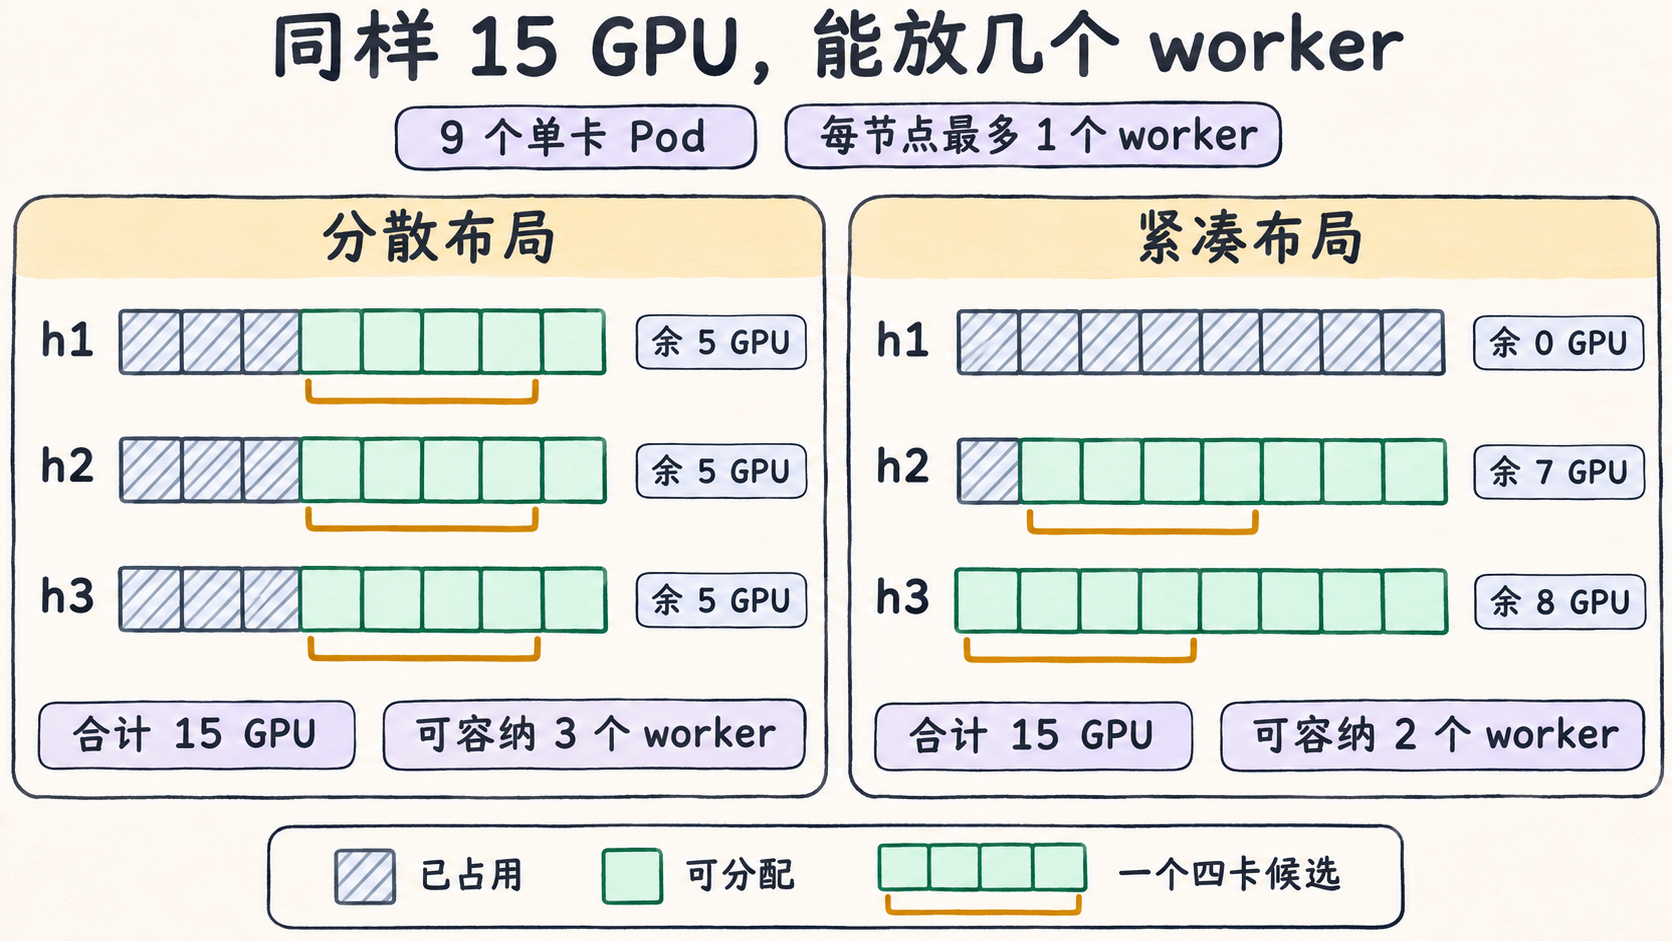 同样 15 GPU，能放几个 worker
9 个单卡 Pod
每节点最多 1 个 worker
分散布局
h1
余 5 GPU
h2
余 5 GPU
h3
余 5 GPU
合计 15 GPU
可容纳 3 个 worker
紧凑布局
h1
余 0 GPU
h2
余 7 GPU
h3
余 8 GPU
合计 15 GPU
可容纳 2 个 worker
已占用
可分配
一个四卡候选